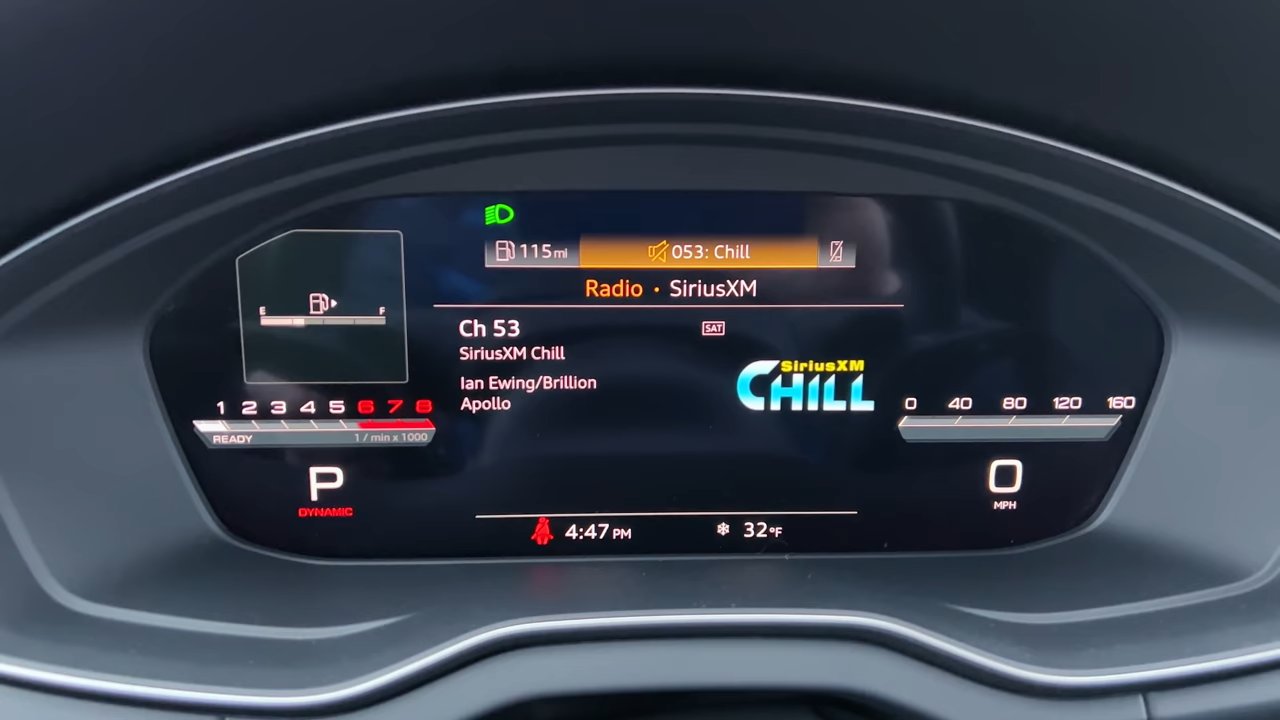 115 mi
053: Chill
Radio • SiriusXM
E F
Ch 53
SAT
SiriusXM Chill
Ian Ewing/Brillion
Apollo
SiriusXM
CHILL
1 2 3 4 5 6 7 8
READY
1 / min x 1000
0 40 80 120 160
P
DYNAMIC
0
MPH
4:47 PM
32°F